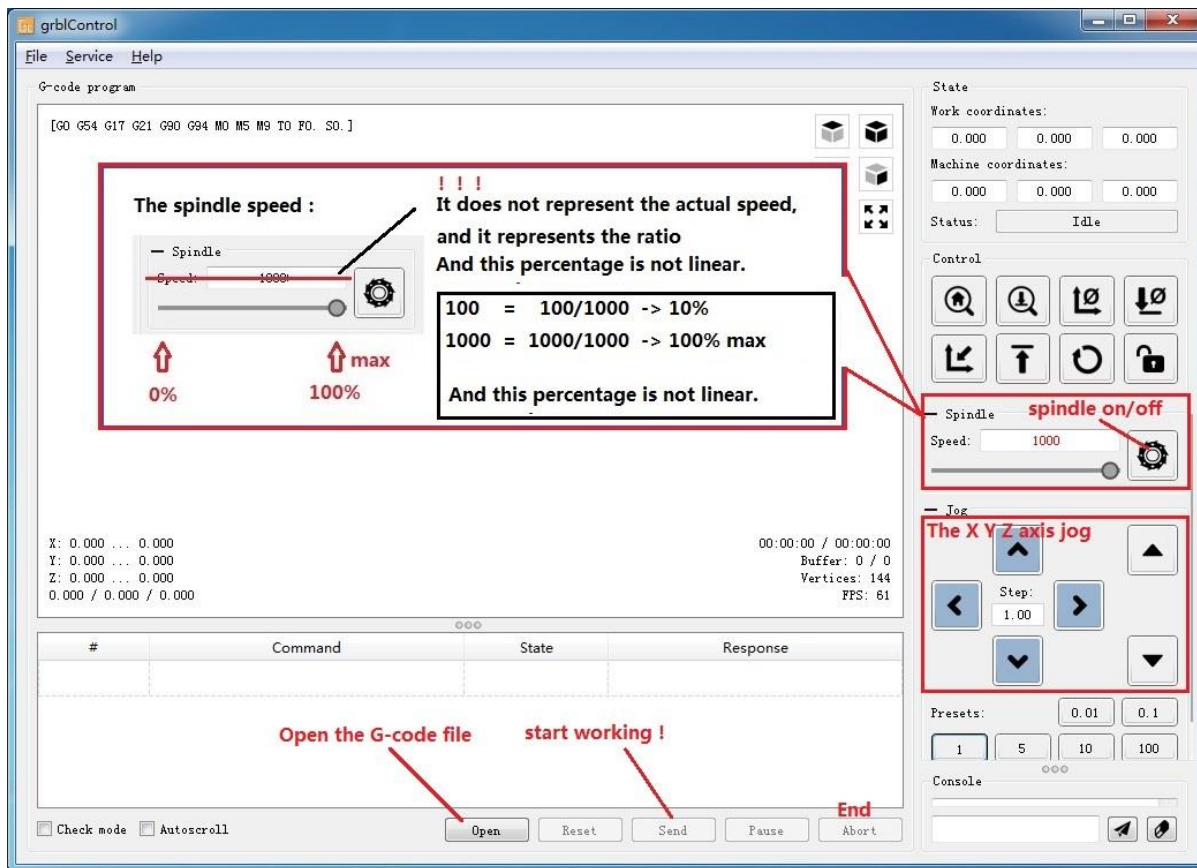 grblControl
File Service Help
G-code program
[G0 G54 G17 G21 G90 G94 M0 M5 M9 T0 F0. S0.]
The spindle speed :
Spindle
Speed: 1000
0%
max
100%
! ! !
It does not represent the actual speed,
and it represents the ratio
And this percentage is not linear.
100 = 100/1000 -> 10%
1000 = 1000/1000 -> 100% max
And this percentage is not linear.
X: 0.000 ... 0.000
Y: 0.000 ... 0.000
Z: 0.000 ... 0.000
0.000 / 0.000 / 0.000
00:00:00 / 00:00:00
Buffer: 0 / 0
Vertices: 144
FPS: 61
# Command State Response
Open the G-code file
start working !
End
Check mode Autoscroll Open Reset Send Pause Abort
State
Work coordinates:
0.000 0.000 0.000
Machine coordinates:
0.000 0.000 0.000
Status: Idle
Control
Spindle
spindle on/off
Speed: 1000
Jog
The X Y Z axis jog
Step:
1.00
Presets: 0.01 0.1
1 5 10 100
Console